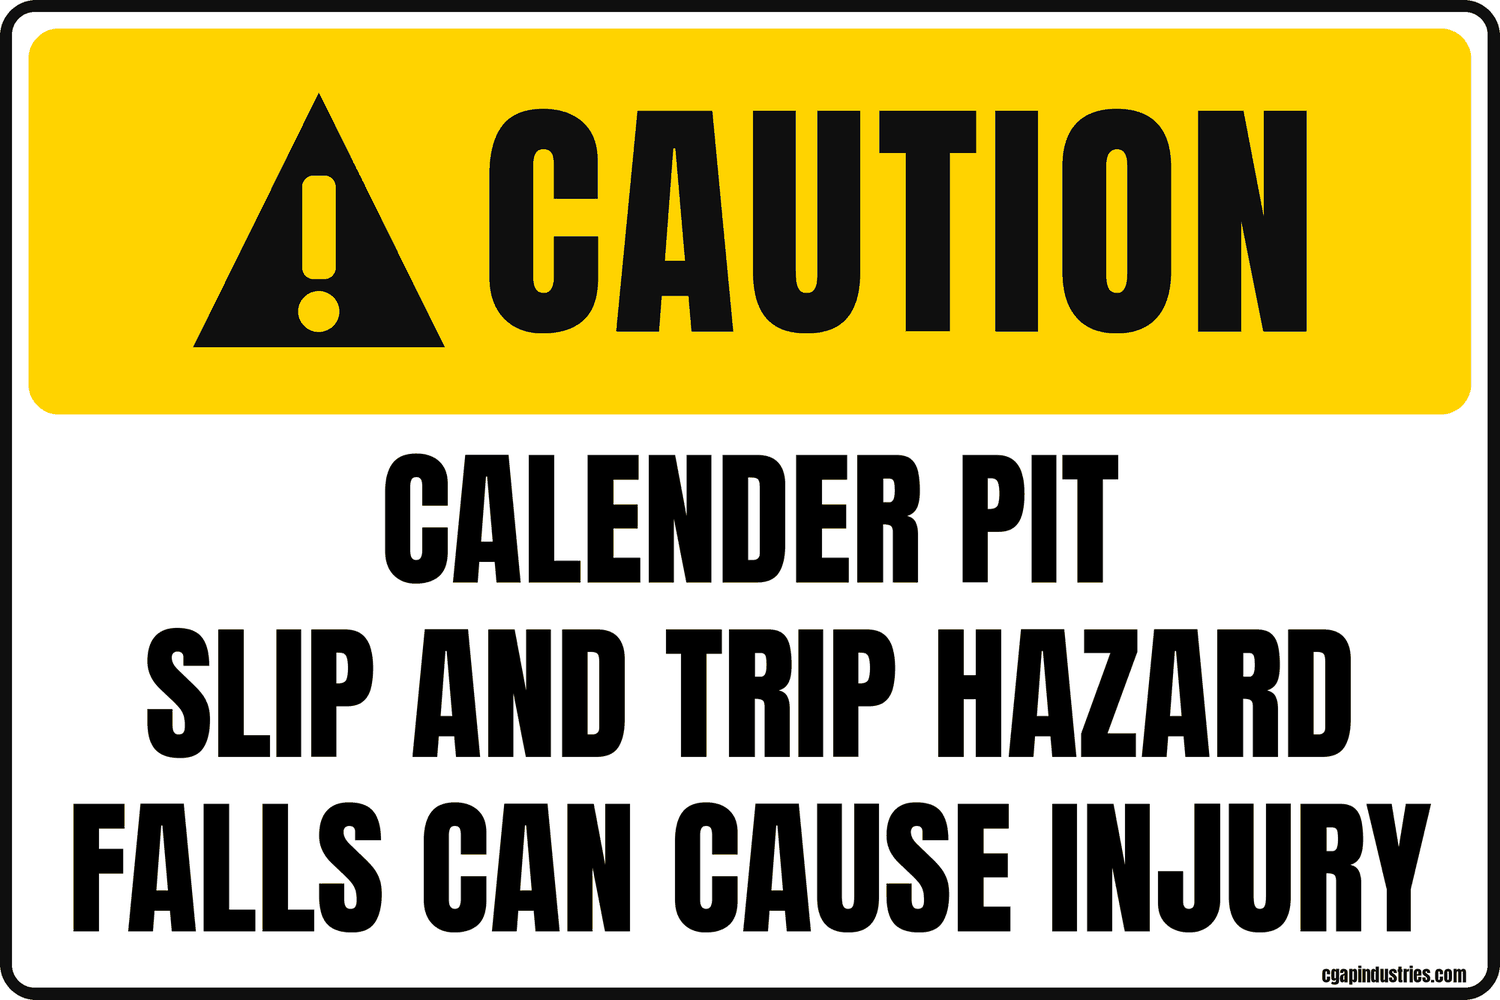 CAUTION
CALENDER PIT
SLIP AND TRIP HAZARD
FALLS CAN CAUSE INJURY
cgapindustries.com